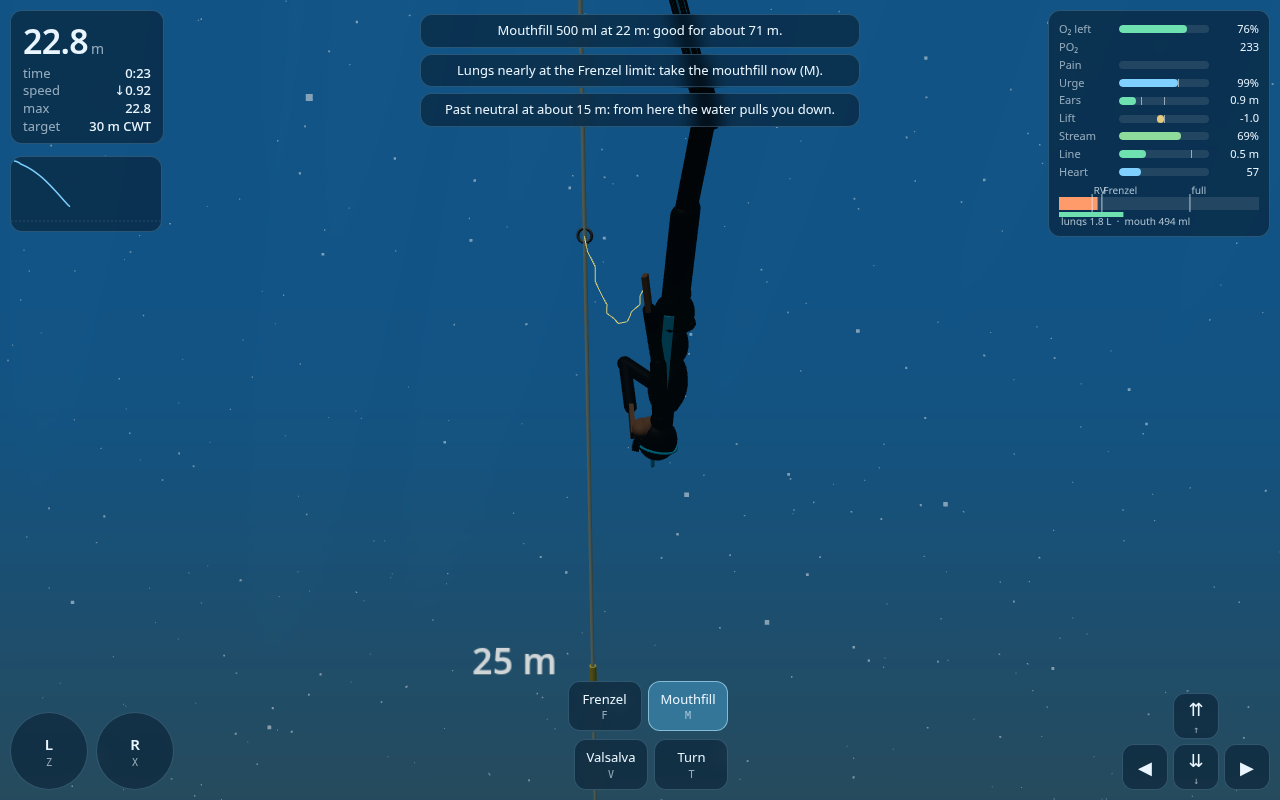 22.8 m
time 0:23
speed ↓0.92
max 22.8
target 30 m CWT
Mouthfill 500 ml at 22 m: good for about 71 m.
Lungs nearly at the Frenzel limit: take the mouthfill now (M).
Past neutral at about 15 m: from here the water pulls you down.
O₂ left 76%
PO₂ 233
Pain
Urge 99%
Ears 0.9 m
Lift -1.0
Stream 69%
Line 0.5 m
Heart 57
RV Frenzel full
lungs 1.8 L · mouth 494 ml
25 m
Frenzel
F
Mouthfill
M
Valsalva
V
Turn
T
L
Z
R
X
⇈
↑
◀
⇊
↓
▶